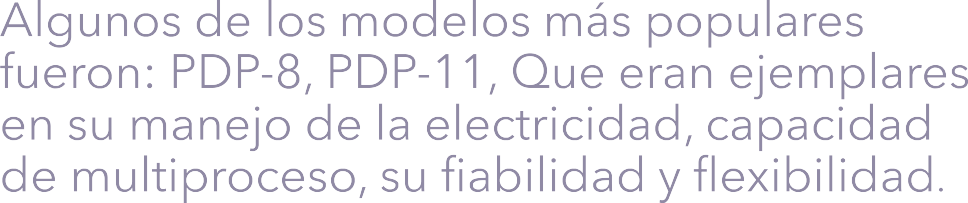 Algunos de los modelos más populares
fueron: PDP-8, PDP-11, Que eran ejemplares
en su manejo de la electricidad, capacidad
de multiproceso, su fiabilidad y flexibilidad.